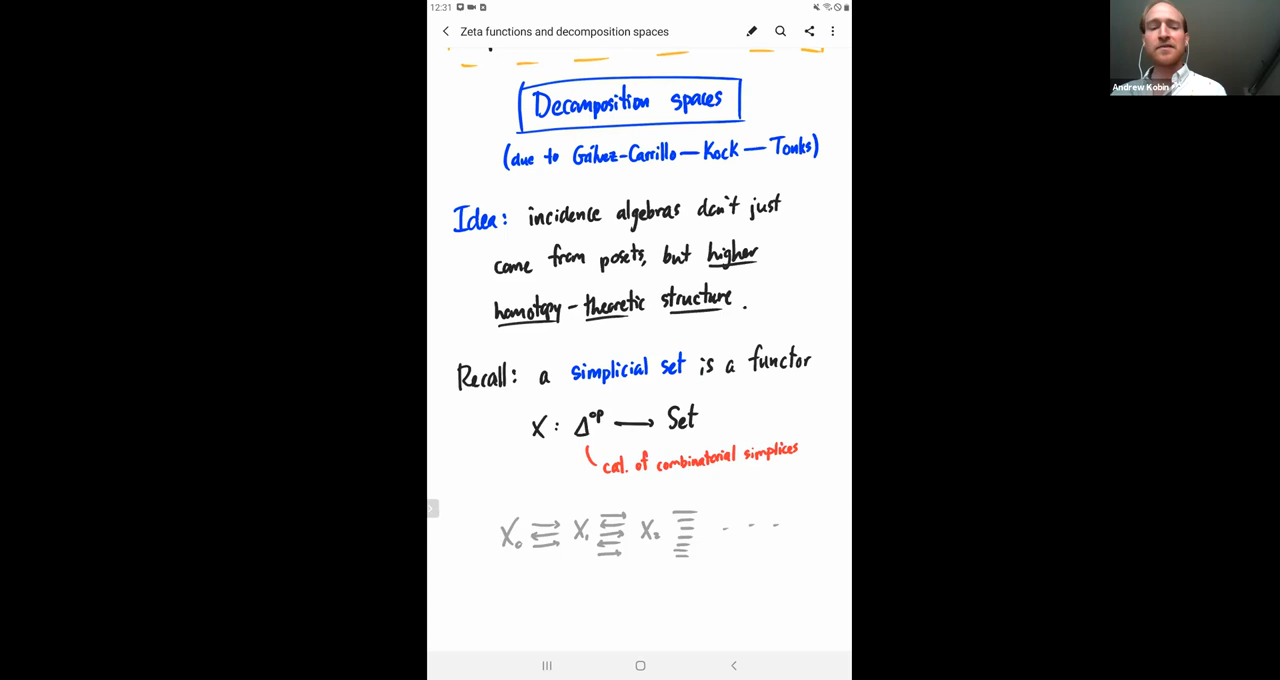 12:31
Zeta functions and decomposition spaces
Andrew Kobin
Decomposition spaces
(due to Gálvez-Carrillo — Kock — Tonks)
Idea: incidence algebras don't just
come from posets, but higher
homotopy-theoretic structure.
Recall: a simplicial set is a functor
X : Δ^op ⟶ Set
cat. of combinatorial simplices
X₀ X₁ X₂ . . .